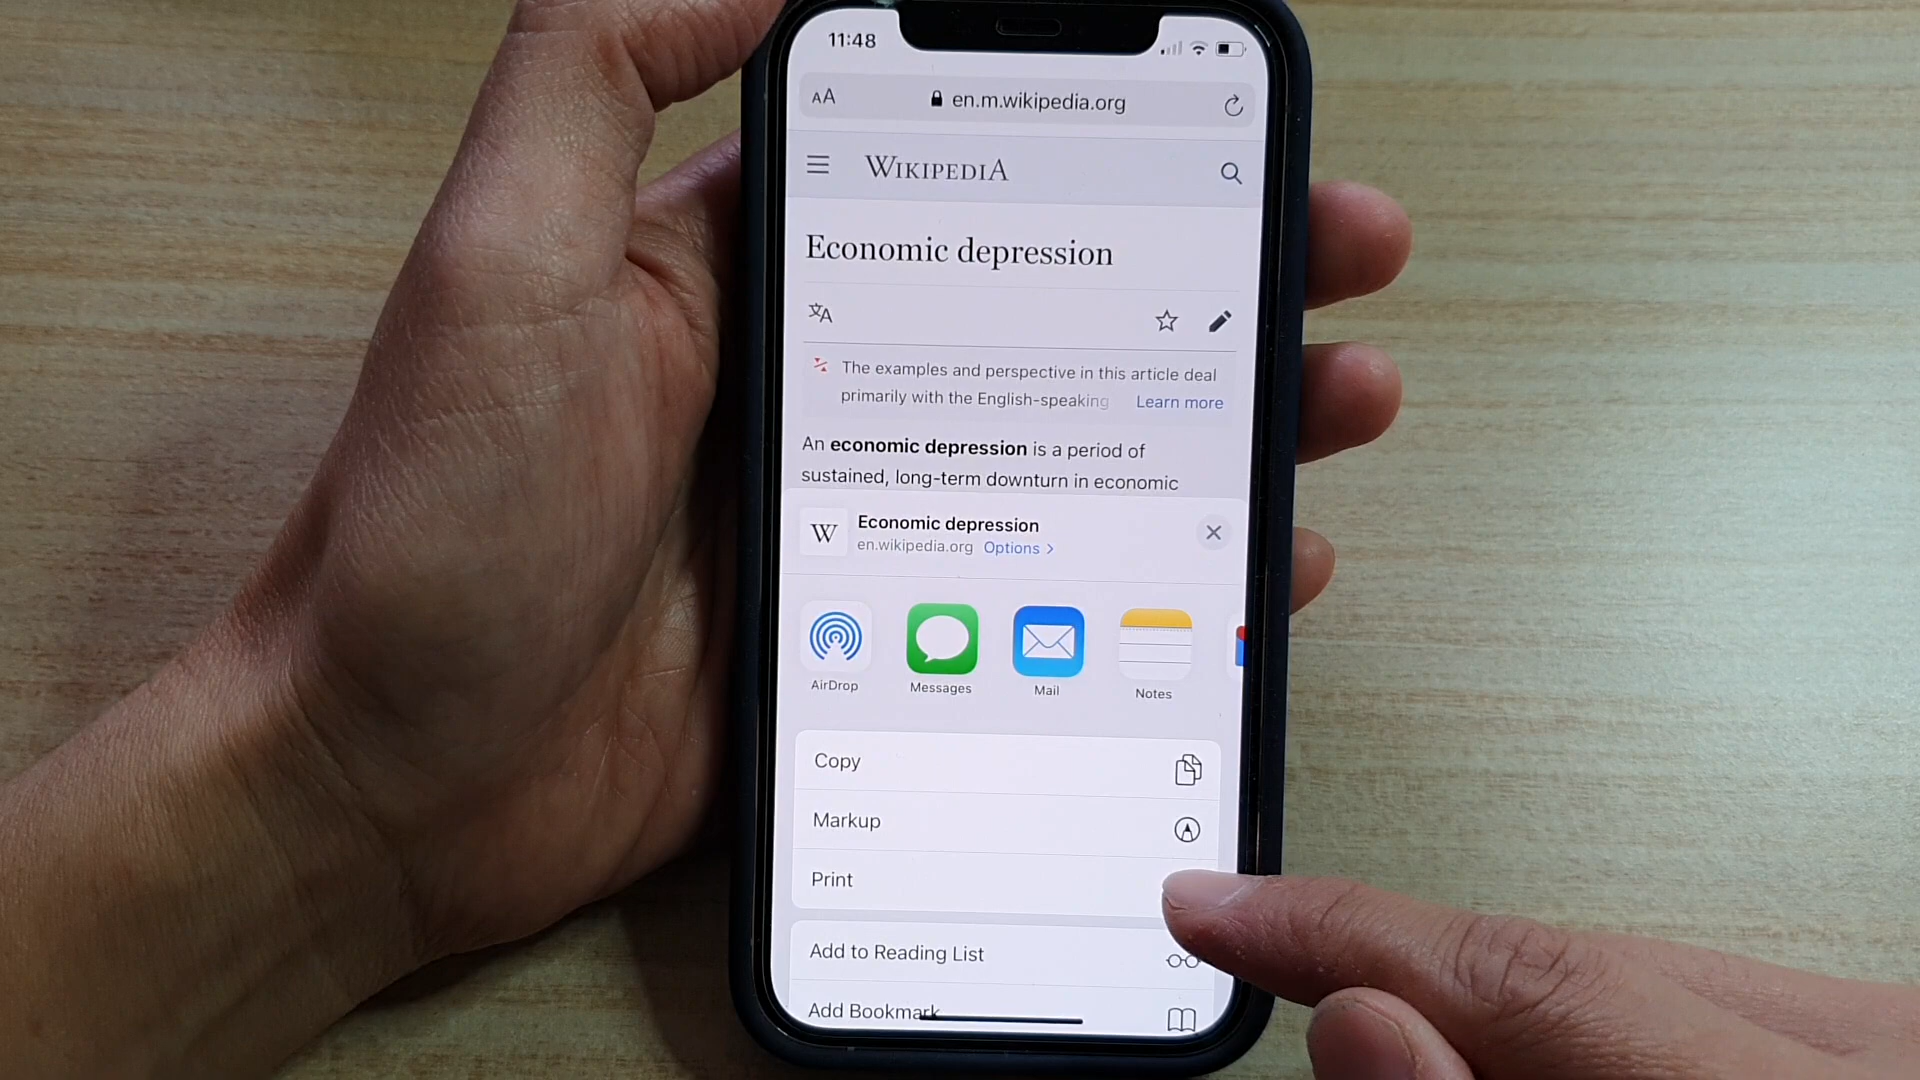 11:48
AA en.m.wikipedia.org
WIKIPEDIA
Economic depression
文A
The examples and perspective in this article deal
primarily with the English-speaking Learn more
An economic depression is a period of
sustained, long-term downturn in economic
W Economic depression
en.wikipedia.org Options >
AirDrop Messages Mail Notes
Copy
Markup
Print
Add to Reading List
Add Bookmark